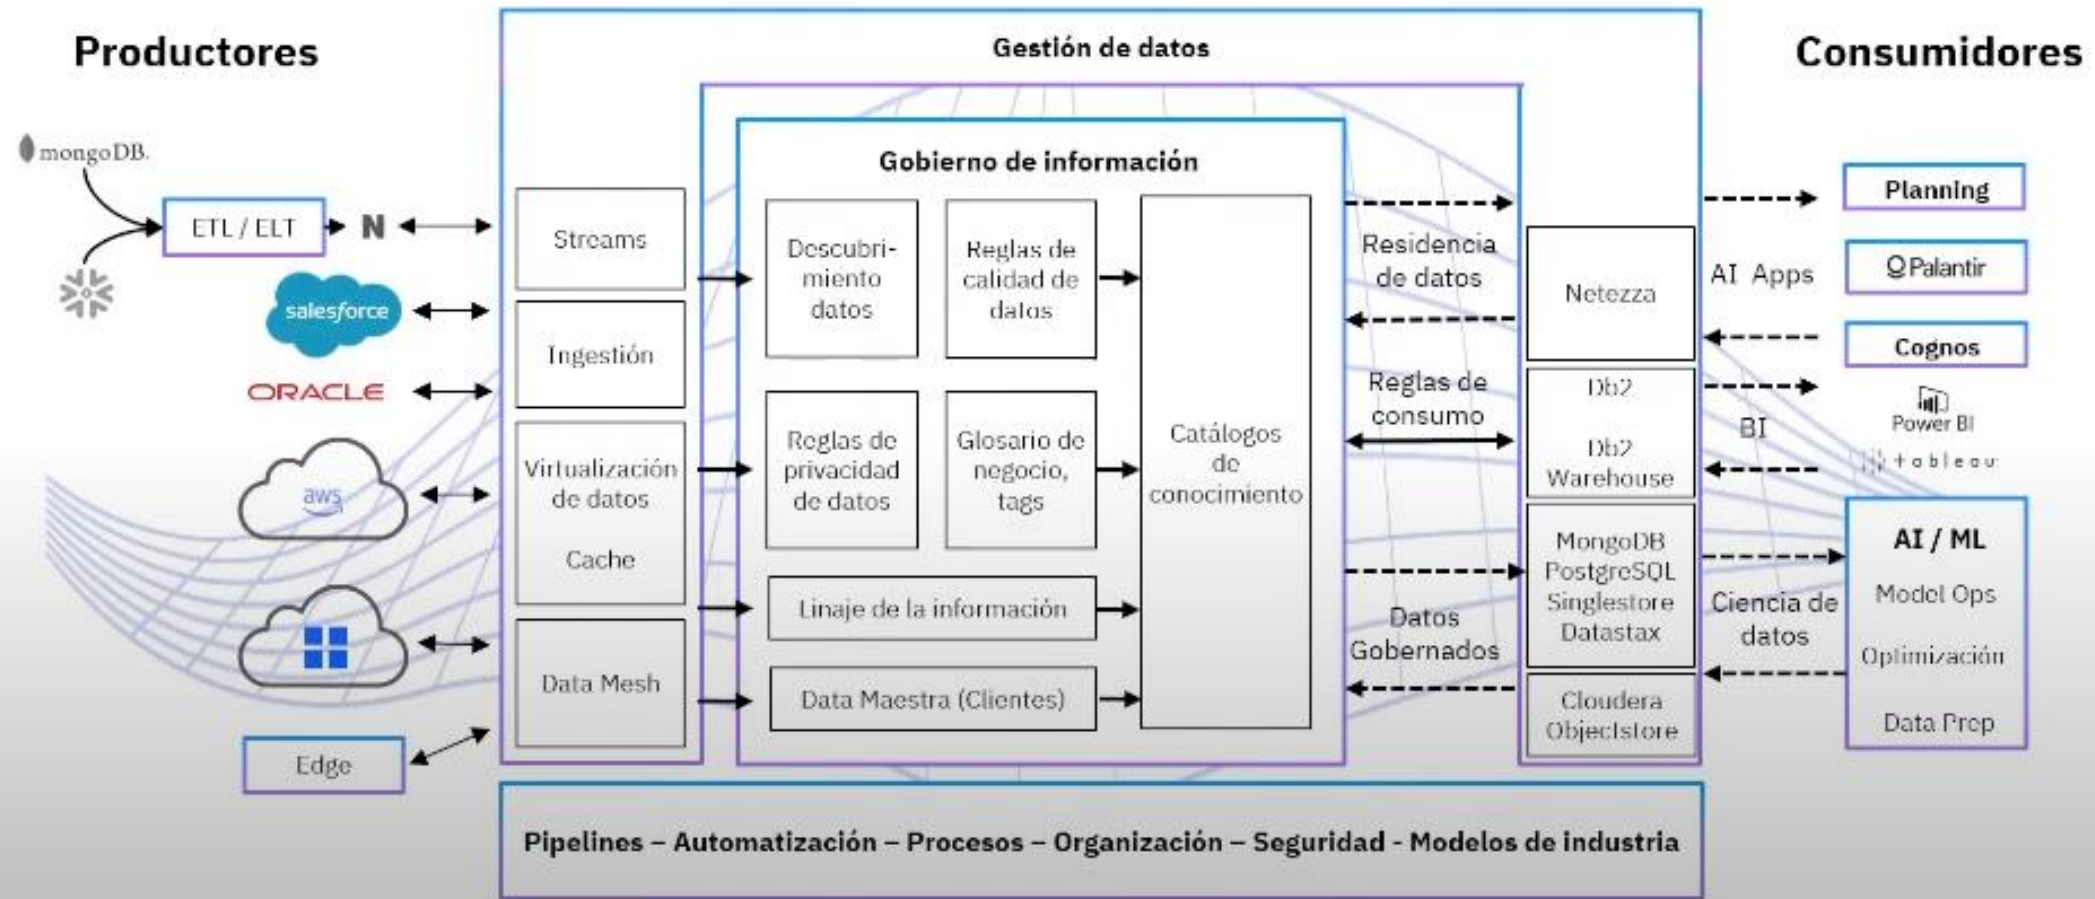 Productores
Gestión de datos
Consumidores
mongoDB.
ETL / ELT
N
salesforce
ORACLE
aws
Edge
Streams
Ingestión
Virtualización
de datos
Cache
Data Mesh
Gobierno de información
Descubri-
miento
datos
Reglas de
calidad de
datos
Reglas de
privacidad
de datos
Glosario de
negocio,
tags
Linaje de la información
Data Maestra (Clientes)
Catálogos
de
conocimiento
Residencia
de datos
Reglas de
consumo
Datos
Gobernados
Netezza
Db2
Db2
Warehouse
MongoDB
PostgreSQL
Singlestore
Datastax
Cloudera
Objectstore
AI Apps
BI
Ciencia de
datos
Planning
Palantir
Cognos
Power BI
tableau
AI / ML
Model Ops
Optimización
Data Prep
Pipelines – Automatización – Procesos – Organización – Seguridad - Modelos de industria